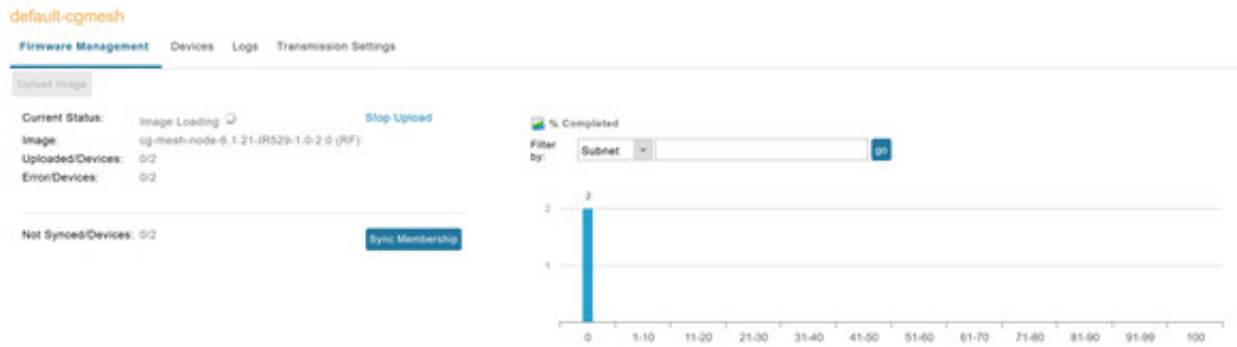 default-cgmesh
Firmware Management Devices Logs Transmission Settings
Upload Image
Current Status: Image Loading Stop Upload
Image: cg-mesh-node-6.1.21-IR529-1.0-2.0 (RF)
Uploaded/Devices: 0/2
Error/Devices: 0/2
Not Synced/Devices: 0/2 Sync Membership
% Completed
Filter
by: Subnet go
2
2
1
0 1-10 11-20 21-30 31-40 41-50 51-60 61-70 71-80 81-90 91-99 100